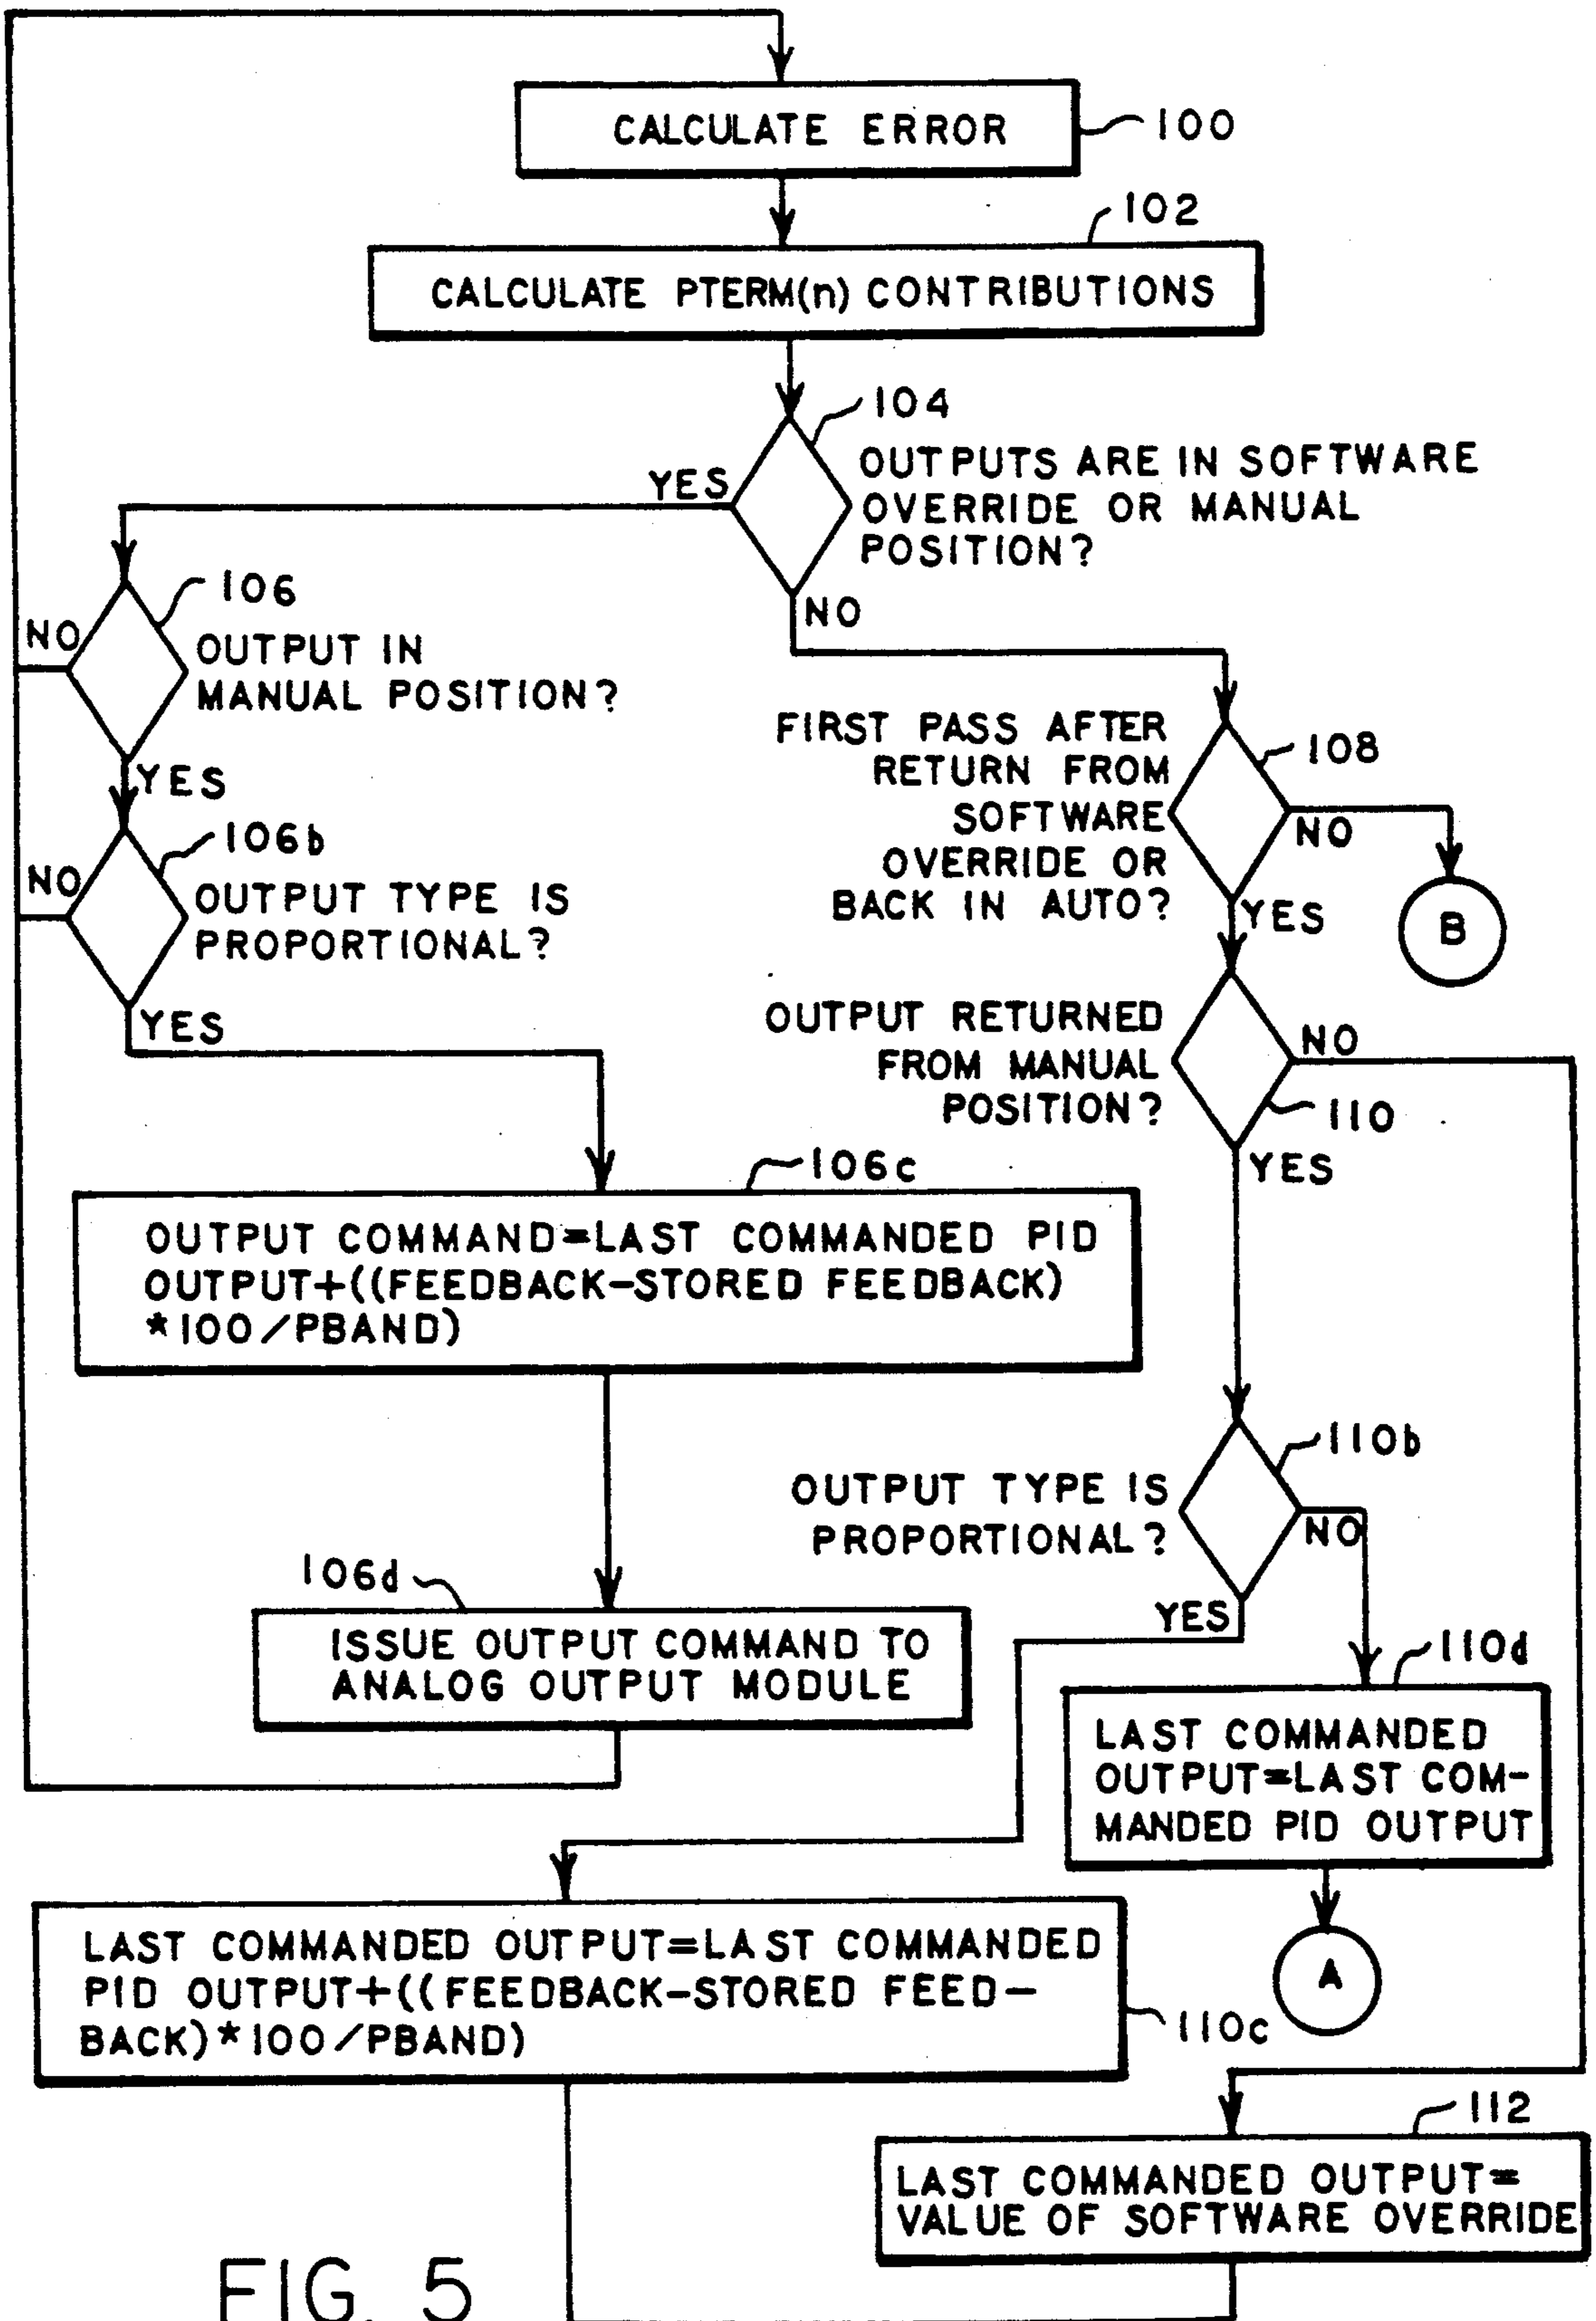 CALCULATE ERROR
100
102
CALCULATE PTERM(n) CONTRIBUTIONS
104
OUTPUTS ARE IN SOFTWARE
OVERRIDE OR MANUAL
POSITION?
YES
NO
106
NO
OUTPUT IN
MANUAL POSITION?
YES
106b
NO
OUTPUT TYPE IS
PROPORTIONAL?
YES
FIRST PASS AFTER
RETURN FROM
SOFTWARE
OVERRIDE OR
BACK IN AUTO?
108
NO
B
YES
OUTPUT RETURNED
FROM MANUAL
POSITION?
NO
110
YES
106c
OUTPUT COMMAND=LAST COMMANDED PID
OUTPUT+((FEEDBACK-STORED FEEDBACK)
*100/PBAND)
110b
OUTPUT TYPE IS
PROPORTIONAL?
NO
YES
106d
ISSUE OUTPUT COMMAND TO
ANALOG OUTPUT MODULE
110d
LAST COMMANDED
OUTPUT=LAST COM-
MANDED PID OUTPUT
A
LAST COMMANDED OUTPUT=LAST COMMANDED
PID OUTPUT+((FEEDBACK-STORED FEED-
BACK)*100/PBAND)
110c
112
LAST COMMANDED OUTPUT=
VALUE OF SOFTWARE OVERRIDE
FIG. 5